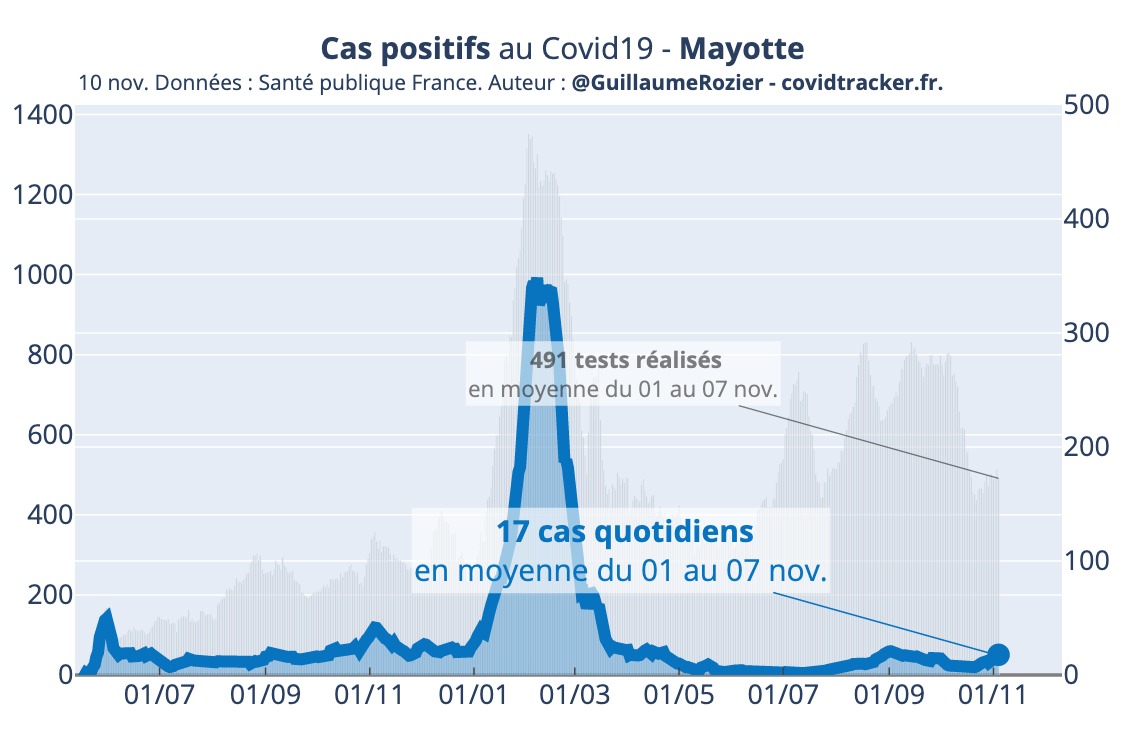 Cas positifs au Covid19 - Mayotte
10 nov. Données : Santé publique France. Auteur : @GuillaumeRozier - covidtracker.fr.
1400
1200
1000
800
600
400
200
0
500
400
300
200
100
0
491 tests réalisés
en moyenne du 01 au 07 nov.
17 cas quotidiens
en moyenne du 01 au 07 nov.
01/07 01/09 01/11 01/01 01/03 01/05 01/07 01/09 01/11